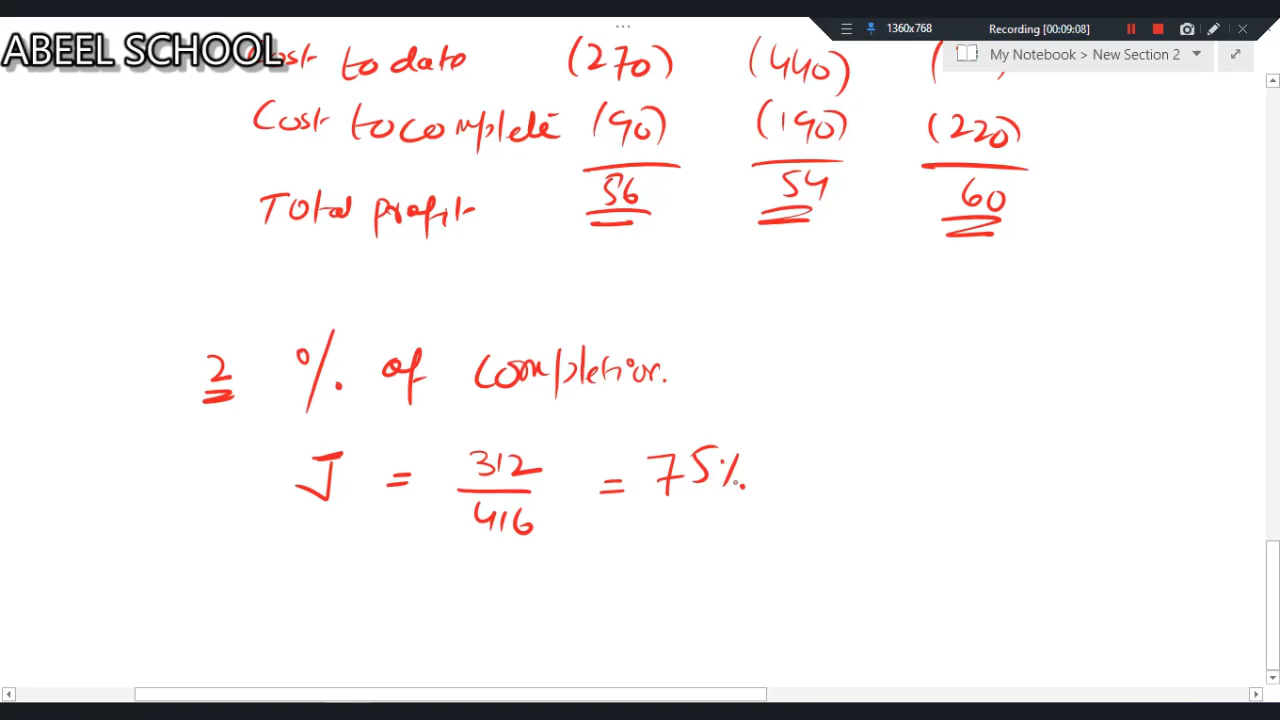 ABEEL SCHOOL
1360x768
Recording [00:09:08]
My Notebook > New Section 2
to date (270) (440)
Cost to complete (90) (190) (220)
Total profit 56 54 60
2 % of completion.
J = 312 / 416 = 75%